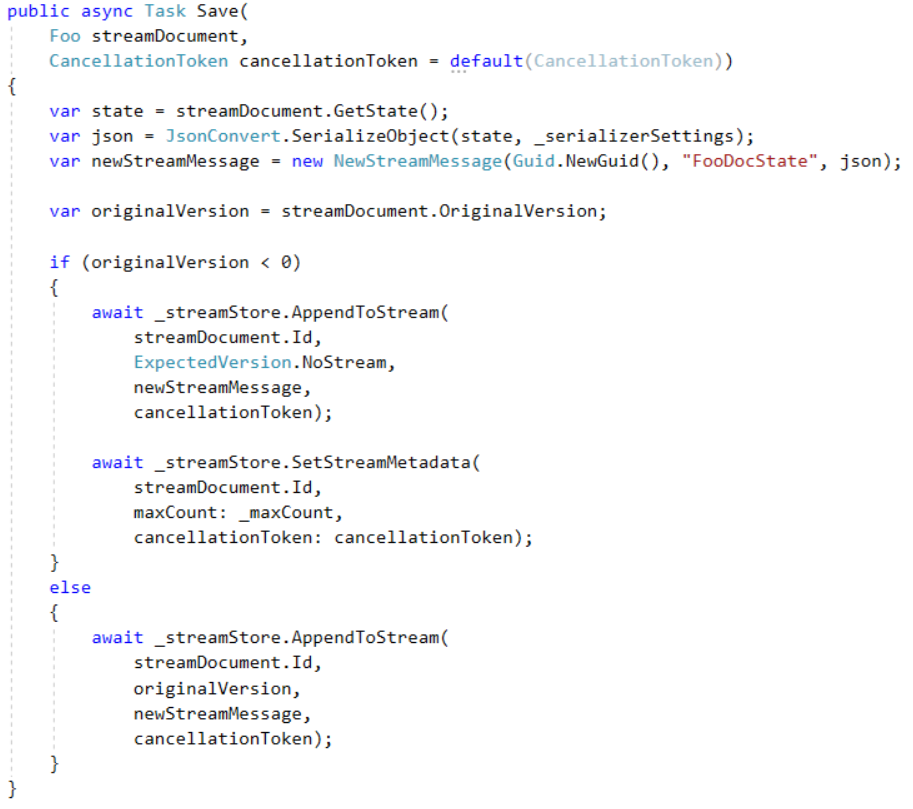 public async Task Save(
    Foo streamDocument,
    CancellationToken cancellationToken = default(CancellationToken))
{
    var state = streamDocument.GetState();
    var json = JsonConvert.SerializeObject(state, _serializerSettings);
    var newStreamMessage = new NewStreamMessage(Guid.NewGuid(), "FooDocState", json);

    var originalVersion = streamDocument.OriginalVersion;

    if (originalVersion < 0)
    {
        await _streamStore.AppendToStream(
            streamDocument.Id,
            ExpectedVersion.NoStream,
            newStreamMessage,
            cancellationToken);

        await _streamStore.SetStreamMetadata(
            streamDocument.Id,
            maxCount: _maxCount,
            cancellationToken: cancellationToken);
    }
    else
    {
        await _streamStore.AppendToStream(
            streamDocument.Id,
            originalVersion,
            newStreamMessage,
            cancellationToken);
    }
}